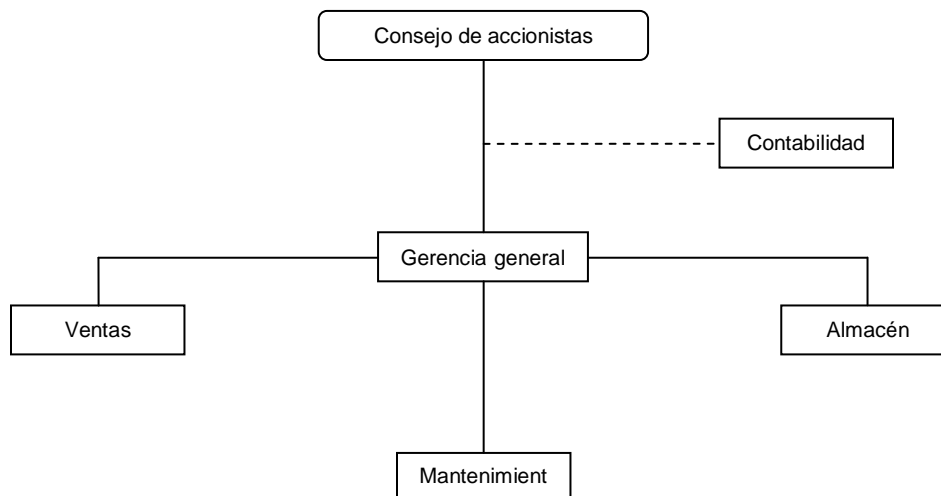 Consejo de accionistas
Contabilidad
Gerencia general
Ventas
Almacén
Mantenimient